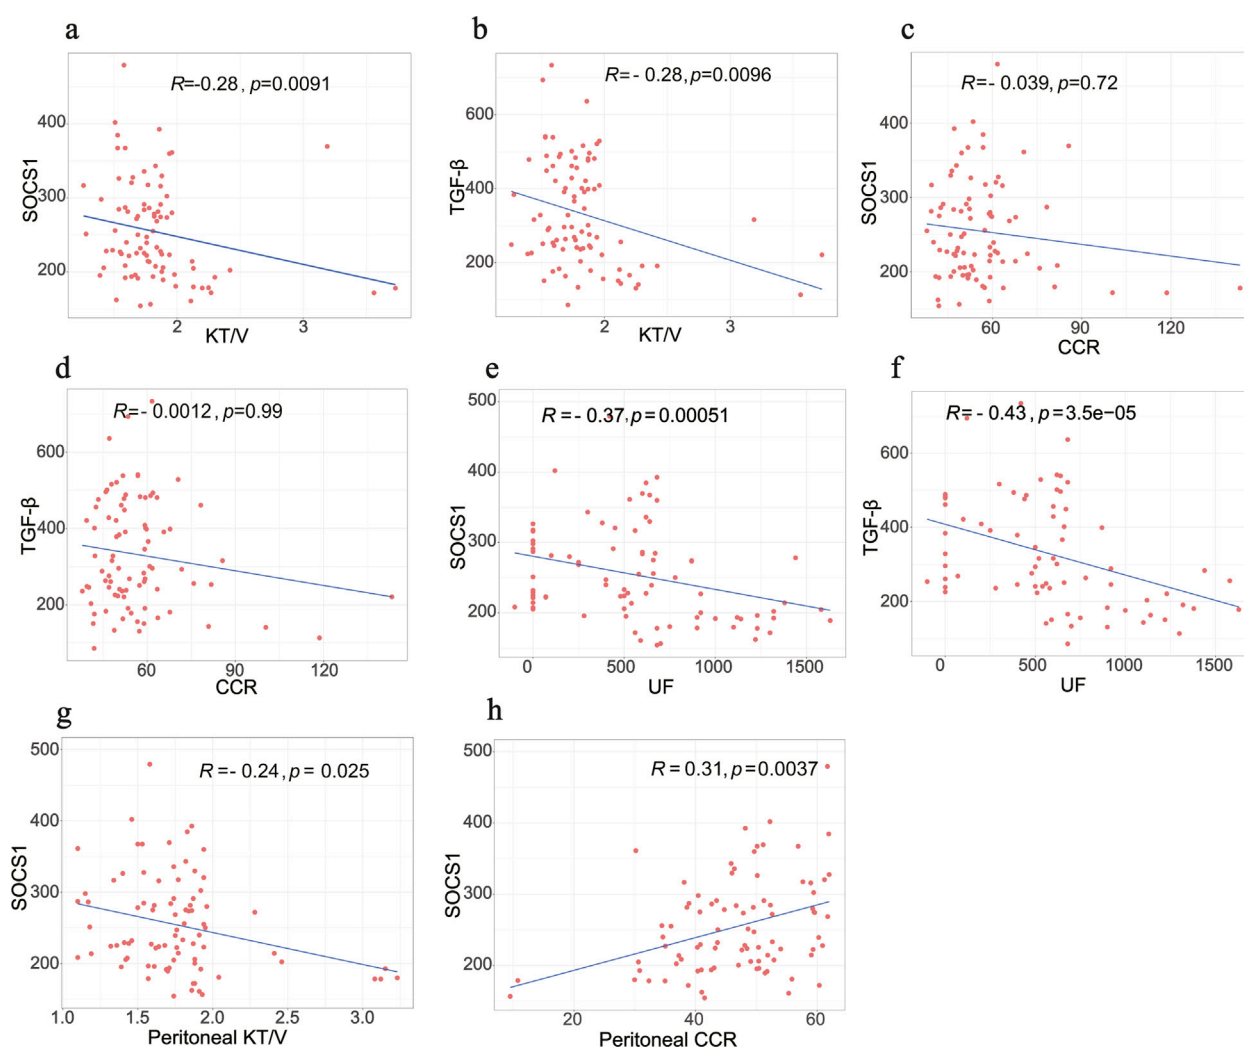 a
R=-0.28, p=0.0091
SOCS1
400
300
200
2
3
KT/V
b
R=- 0.28, p=0.0096
TGF-β
600
400
200
2
3
KT/V
c
R=- 0.039, p=0.72
SOCS1
400
300
200
60
90
120
CCR
d
R=- 0.0012, p=0.99
TGF-β
600
400
200
60
90
120
CCR
e
R=- 0.37, p=0.00051
SOCS1
500
400
300
200
0
500
1000
1500
UF
f
R=- 0.43, p=3.5e−05
TGF-β
600
400
200
0
500
1000
1500
UF
g
R=- 0.24, p= 0.025
SOCS1
500
400
300
200
1.0
1.5
2.0
2.5
3.0
Peritoneal KT/V
h
R= 0.31, p=0.0037
SOCS1
500
400
300
200
20
40
60
Peritoneal CCR